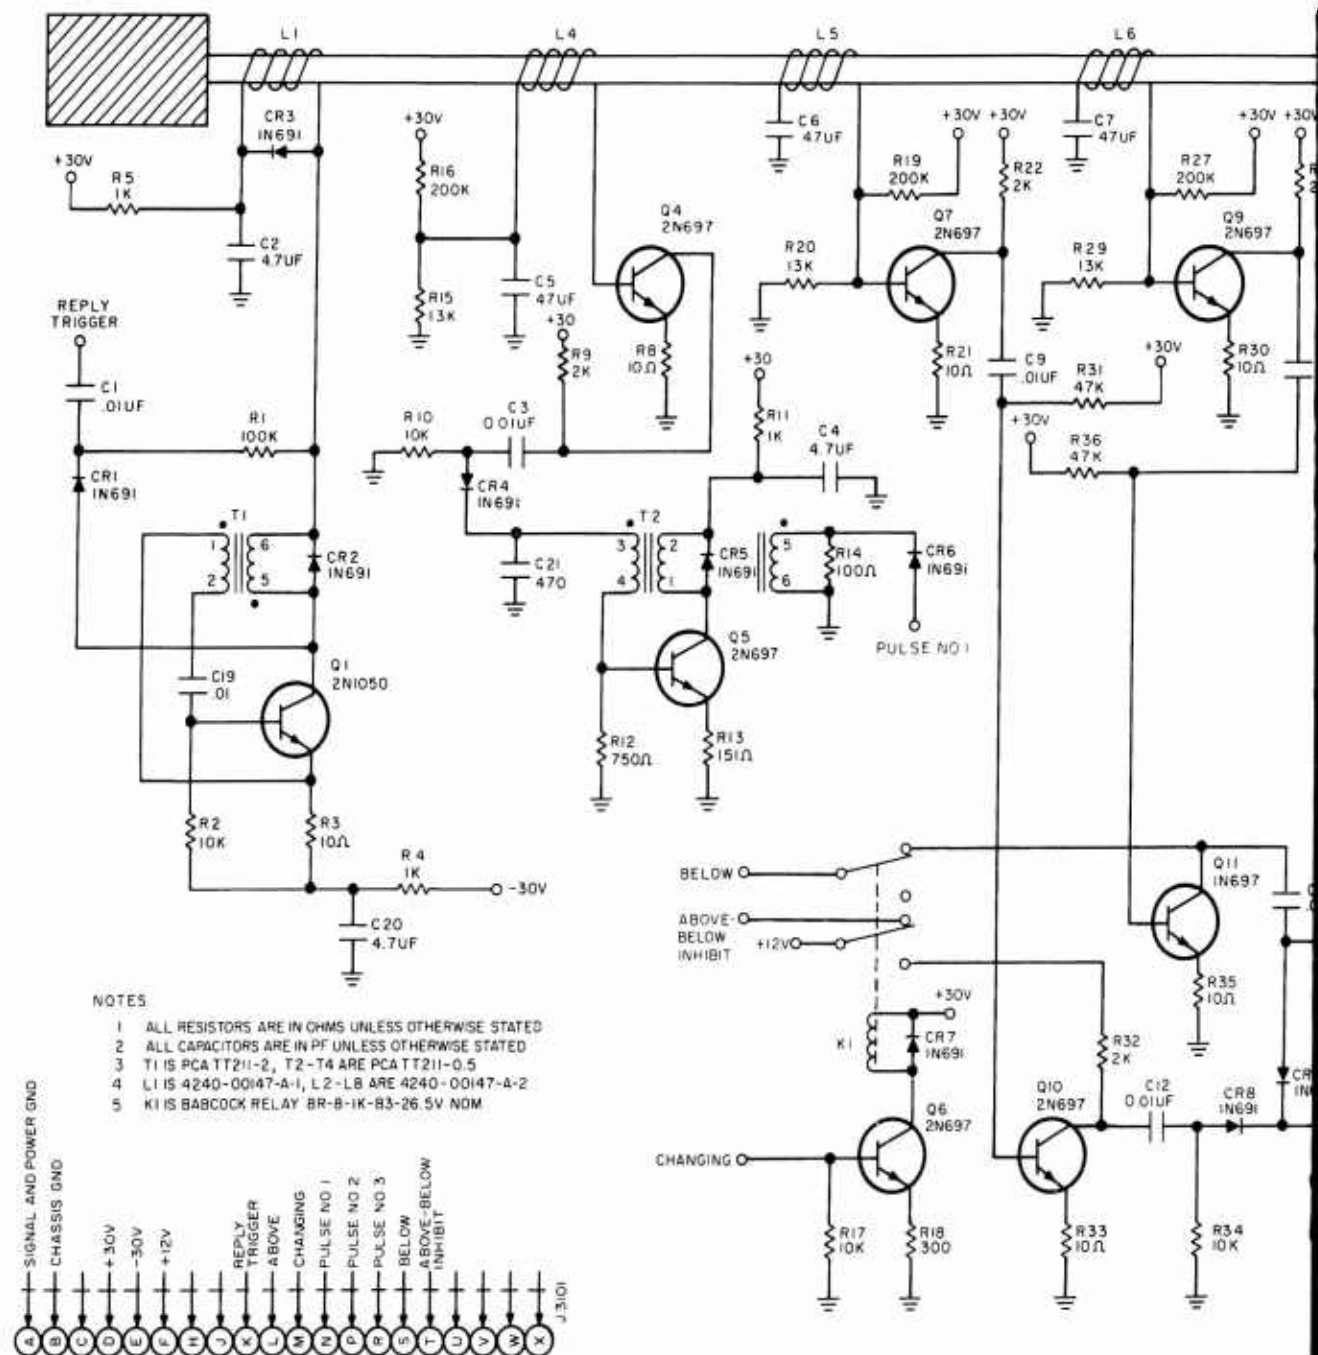 L1
L4
L5
L6
CR3
1N691
+30V
R5
1K
C2
4.7UF
+30V
R16
200K
R15
13K
C5
47UF
Q4
2N697
R8
10Ω
+30
R9
2K
C6
47UF
+30V
+30V
R19
200K
R22
2K
Q7
2N697
R20
13K
R21
10Ω
C9
.01UF
C7
47UF
+30V
+30V
R27
200K
Q9
2N697
R29
13K
R30
10Ω
R31
47K
+30V
+30V
R36
47K
REPLY
TRIGGER
C1
.01UF
R1
100K
CR1
1N691
T1
1
2
6
5
CR2
1N691
C19
.01
Q1
2N1050
R2
10K
R3
10Ω
R4
1K
-30V
C20
4.7UF
R10
10K
C3
0.01UF
CR4
1N691
C21
470
T2
3
4
2
1
CR5
1N691
+30
R11
1K
C4
4.7UF
5
6
R14
100Ω
CR6
1N691
PULSE NO 1
Q5
2N697
R12
750Ω
R13
151Ω
BELOW
ABOVE-
BELOW
INHIBIT
+12V
K1
+30V
CR7
1N691
Q6
2N697
CHANGING
R17
10K
R18
300
Q10
2N697
R32
2K
C12
0.01UF
CR8
1N691
R33
10Ω
R34
10K
Q11
1N697
R35
10Ω
NOTES
1 ALL RESISTORS ARE IN OHMS UNLESS OTHERWISE STATED
2 ALL CAPACITORS ARE IN PF UNLESS OTHERWISE STATED
3 T1 IS PCA TT211-2, T2-T4 ARE PCA TT211-0.5
4 L1 IS 4240-00147-A-1, L2-L8 ARE 4240-00147-A-2
5 K1 IS BABCOCK RELAY BR-8-1K-83-26.5V NOM
SIGNAL AND POWER GND
CHASSIS GND
+30V
-30V
+12V
REPLY
TRIGGER
ABOVE
CHANGING
PULSE NO 1
PULSE NO 2
PULSE NO 3
BELOW
ABOVE-BELOW
INHIBIT
J3101
A B C D E F H J K L M N P R S T U V W X